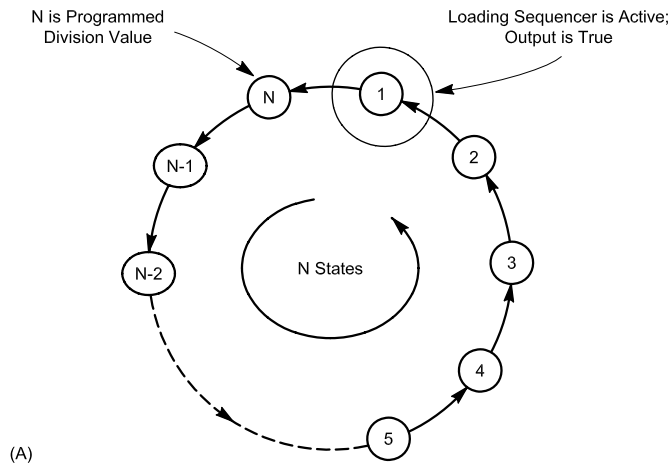 N is Programmed
Division Value
Loading Sequencer is Active;
Output is True
N
1
N-1
2
N-2
N States
3
4
5
(A)